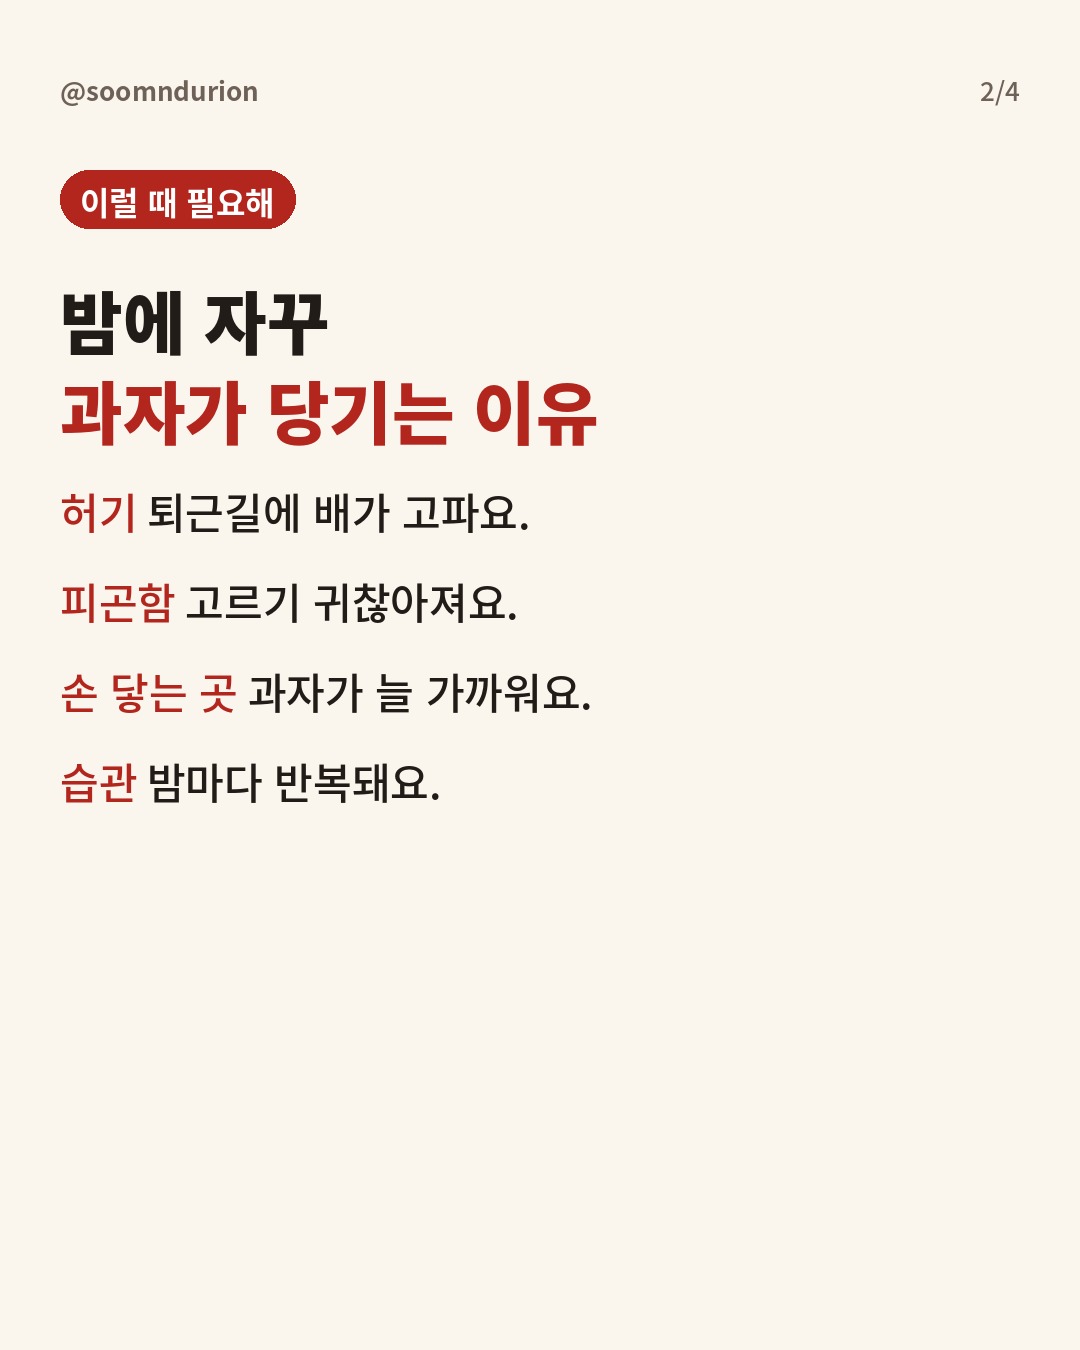 @soomndurion
2/4
이럴 때 필요해
밤에 자꾸
과자가 당기는 이유
허기 퇴근길에 배가 고파요.
피곤함 고르기 귀찮아져요.
손 닿는 곳 과자가 늘 가까워요.
습관 밤마다 반복돼요.